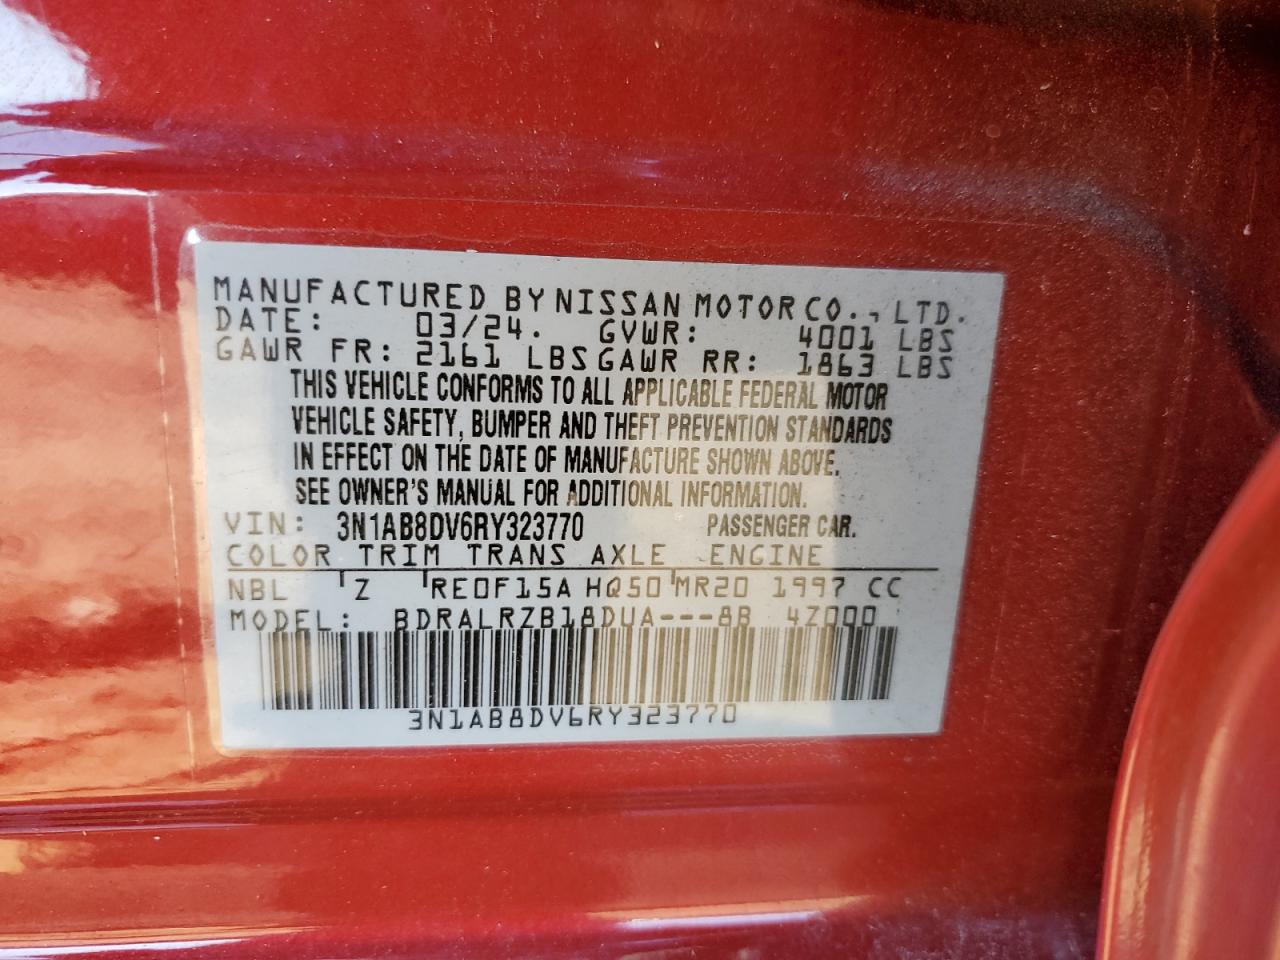 MANUFACTURED BY NISSAN MOTOR CO., LTD.
DATE: 03/24. GVWR: 4001 LBS
GAWR FR: 2161 LBS GAWR RR: 1863 LBS
THIS VEHICLE CONFORMS TO ALL APPLICABLE FEDERAL MOTOR
VEHICLE SAFETY, BUMPER AND THEFT PREVENTION STANDARDS
IN EFFECT ON THE DATE OF MANUFACTURE SHOWN ABOVE.
SEE OWNER'S MANUAL FOR ADDITIONAL INFORMATION.
VIN: 3N1AB8DV6RY323770 PASSENGER CAR.
COLOR TRIM TRANS AXLE ENGINE
NBL Z RE0F15A HQ50 MR20 1997 CC
MODEL: BDRALRZB18DUA---8B 4Z000
3N1AB8DV6RY323770